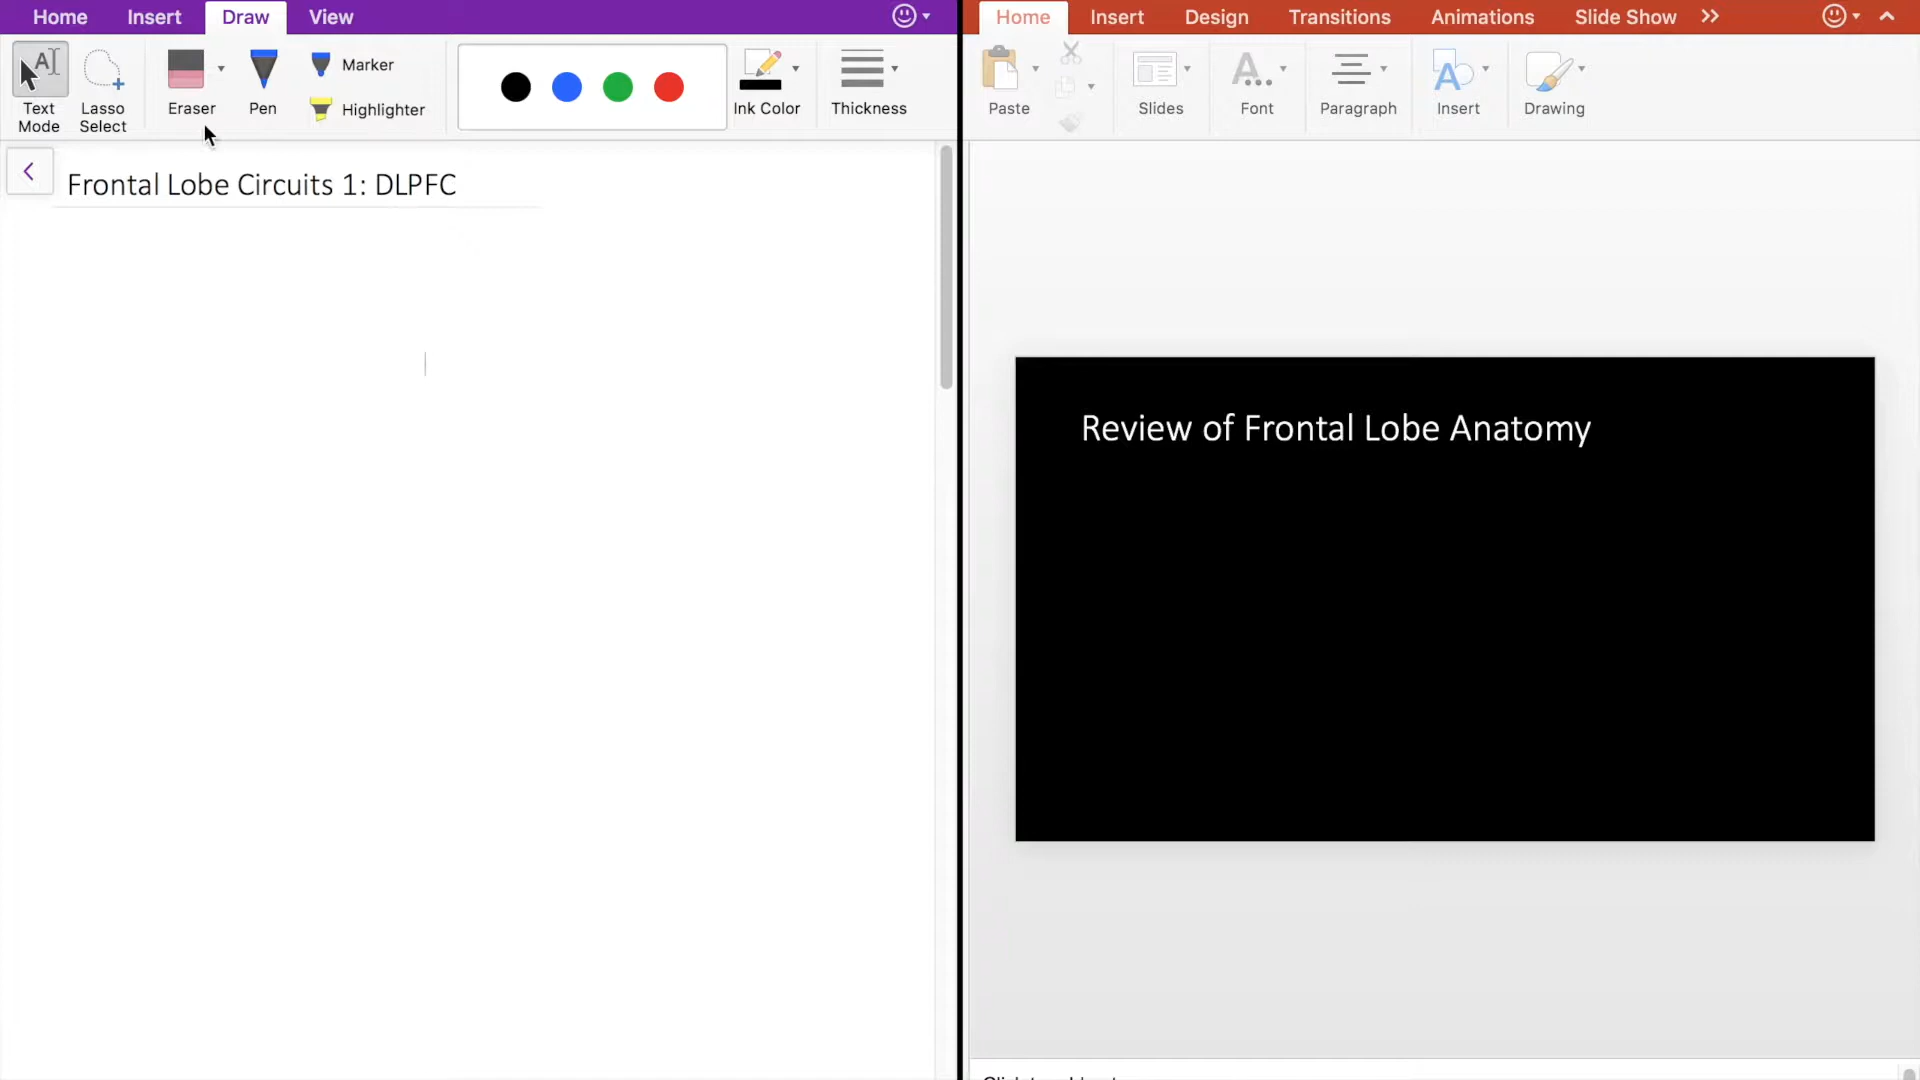 Home Insert Draw View
Text Mode
Lasso Select
Eraser
Pen
Marker
Highlighter
Ink Color
Thickness
Frontal Lobe Circuits 1: DLPFC
Home Insert Design Transitions Animations Slide Show
Paste
Slides
Font
Paragraph
Insert
Drawing
Review of Frontal Lobe Anatomy